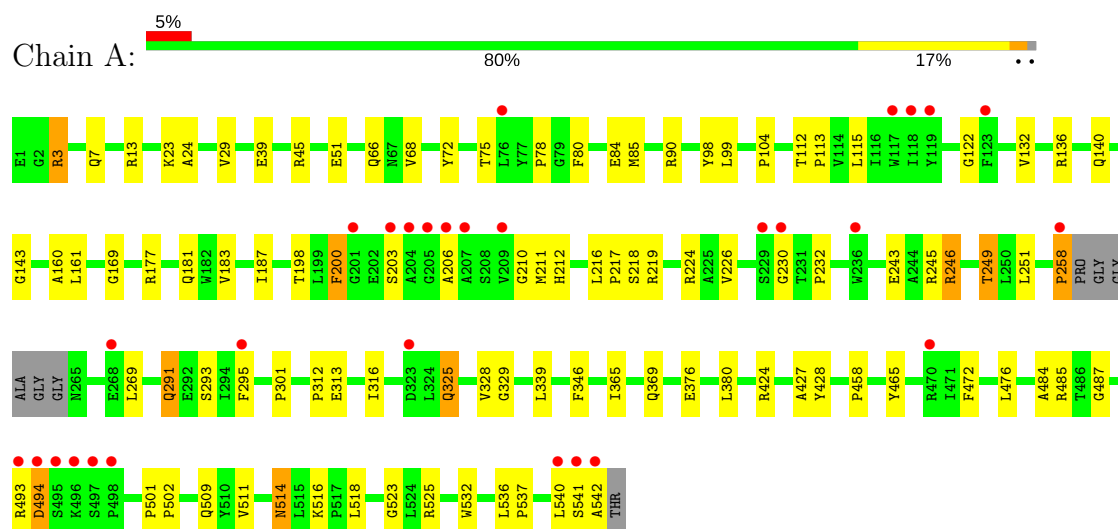 5%
Chain A:
80% 17% • •
E1 G2 R3 Q7 R13 K23 A24 V29 E39 R45 E51 Q66 N67 V68 Y72 T75 L76 Y77 P78 G79 F80 E84 M85 R90 Y98 L99 P104 T112 P113 V114 L115 I116 W117 I118 Y119 G122 F123 V132 R136 Q140
G143 A160 L161 G169 R177 Q181 W182 V183 I187 T198 L199 F200 G201 E202 S203 A204 G205 A206 A207 S208 V209 G210 M211 H212 L216 P217 S218 R219 R224 A225 V226 S229 G230 T231 P232 W236 E243 A244 R245 R246 T249 L250 L251 P258 PRO GLY GLY
ALA GLY GLY N265 E268 L269 Q291 E292 S293 I294 F295 P301 P312 E313 I316 D323 L324 Q325 V328 G329 L339 F346 I365 Q369 E376 L380 R424 A427 Y428 P458 Y465 R470 I471 F472 L476 A484 R485 T486 G487
R493 D494 S495 K496 S497 P498 P501 P502 Q509 Y510 V511 N514 L515 K516 P517 L518 G523 L524 R525 W532 L536 P537 L540 S541 A542 THR